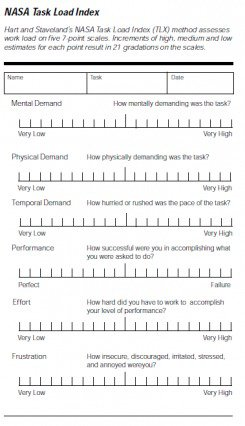 NASA Task Load Index
Hart and Staveland's NASA Task Load Index (TLX) method assesses
work load on five 7-point scales. Increments of high, medium and low
estimates for each point result in 21 gradations on the scales.
Name Task Date
Mental Demand How mentally demanding was the task?
Very Low Very High
Physical Demand How physically demanding was the task?
Very Low Very High
Temporal Demand How hurried or rushed was the pace of the task?
Very Low Very High
Performance How successful were you in accomplishing what
you were asked to do?
Perfect Failure
Effort How hard did you have to work to accomplish
your level of performance?
Very Low Very High
Frustration How insecure, discouraged, irritated, stressed,
and annoyed wereyou?
Very Low Very High